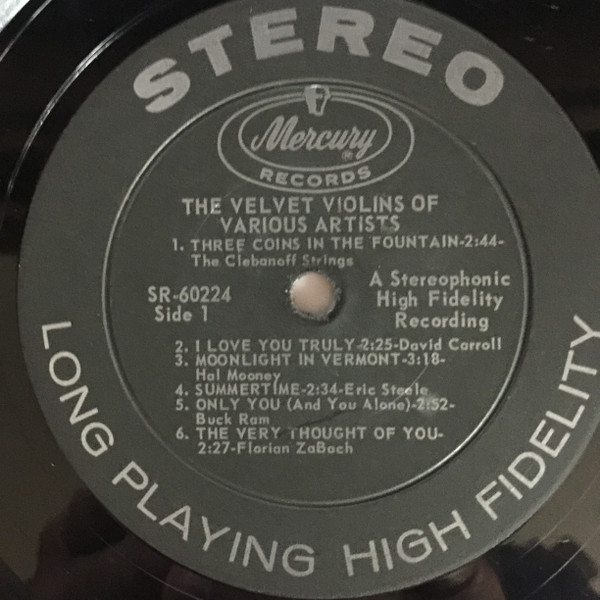 STEREO
Mercury
®
RECORDS
THE VELVET VIOLINS OF
VARIOUS ARTISTS
1. THREE COINS IN THE FOUNTAIN-2:44-
The Clebanoff Strings
SR-60224
Side 1
A Stereophonic
High Fidelity
Recording
2. I LOVE YOU TRULY-2:25-David Carroll
3. MOONLIGHT IN VERMONT-3:18-
Hal Mooney
4. SUMMERTIME-2:34-Eric Steele
5. ONLY YOU (And You Alone)-2:52-
Buck Ram
6. THE VERY THOUGHT OF YOU-
2:27-Florian ZaBach
LONG PLAYING HIGH FIDELITY